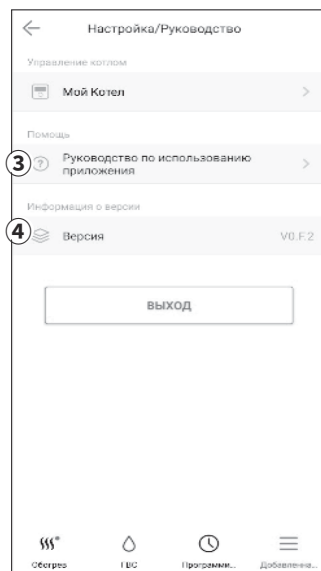 Настройка/Руководство
Управление котлом
Мой Котел
Помощь
3
Руководство по использованию
приложения
Информация о версии
4
Версия
V0.F.2
ВЫХОД
Обогрев
ГВС
Программи...
Добавленна...